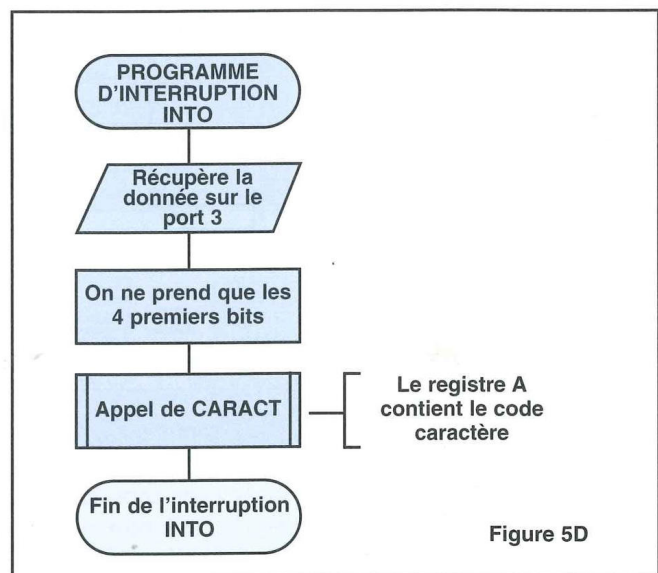 PROGRAMME
D'INTERRUPTION
INTO
Récupère la
donnée sur le
port 3
On ne prend que les
4 premiers bits
Appel de CARACT
Le registre A
contient le code
caractère
Fin de l'interruption
INTO
Figure 5D